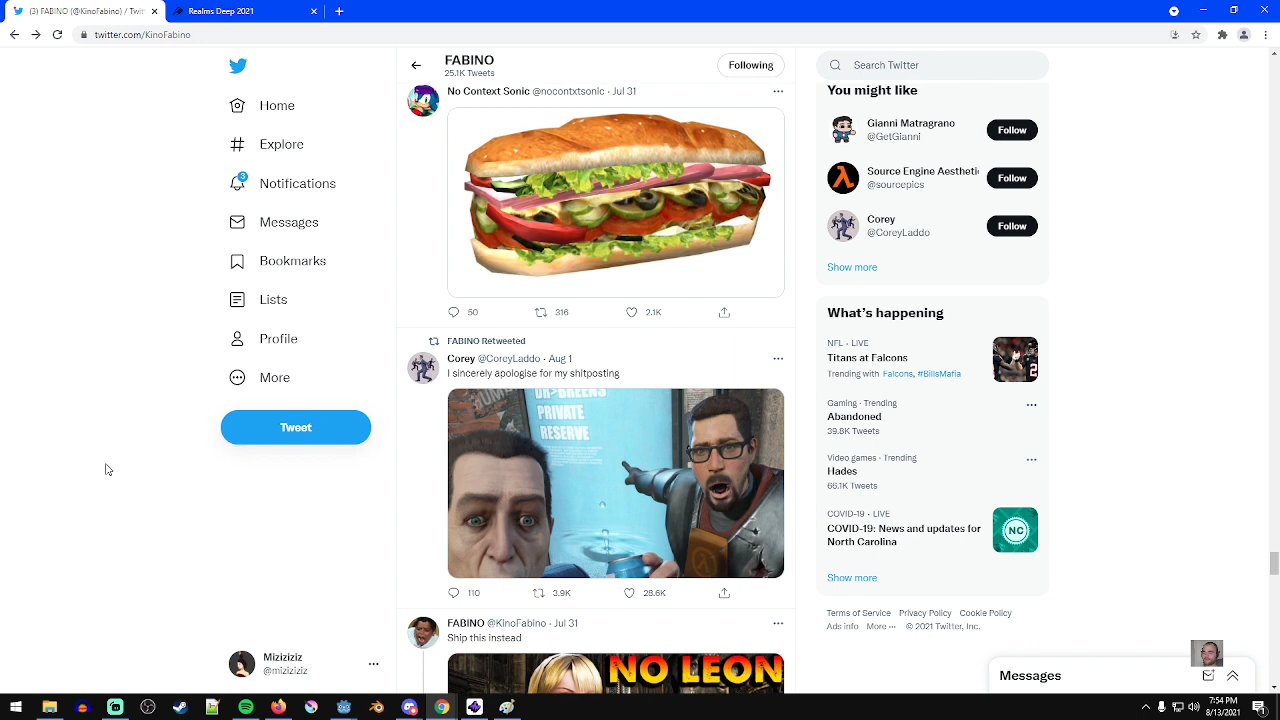 (3) FABINO (@KinoFabino) / Twit
Realms Deep 2021
twitter.com/KinoFabino
FABINO
25.1K Tweets
Following
Search Twitter
Home
Explore
3
Notifications
Messages
Bookmarks
Lists
Profile
More
Tweet
Miziziziz
@miziziziz
No Context Sonic @nocontxtsonic · Jul 31
50
316
2.1K
FABINO Retweeted
Corey @CoreyLaddo · Aug 1
I sincerely apologise for my shitposting
DR·BREENS
PRIVATE
RESERVE
110
3.9K
28.6K
FABINO @KinoFabino · Jul 31
Ship this instead
NO LEON
You might like
Gianni Matragrano
@GetGianni
Follow
Source Engine Aestheti
@sourcepics
Follow
Corey
@CoreyLaddo
Follow
Show more
What's happening
NFL · LIVE
Titans at Falcons
Trending with Falcons, #BillsMafia
Gaming · Trending
Abandoned
39.8K Tweets
Video games · Trending
Hades
66.1K Tweets
COVID-19 · LIVE
COVID-19: News and updates for
North Carolina
NC
Show more
Terms of Service Privacy Policy Cookie Policy
Ads info More ··· © 2021 Twitter, Inc.
Messages
7:54 PM
8/13/2021